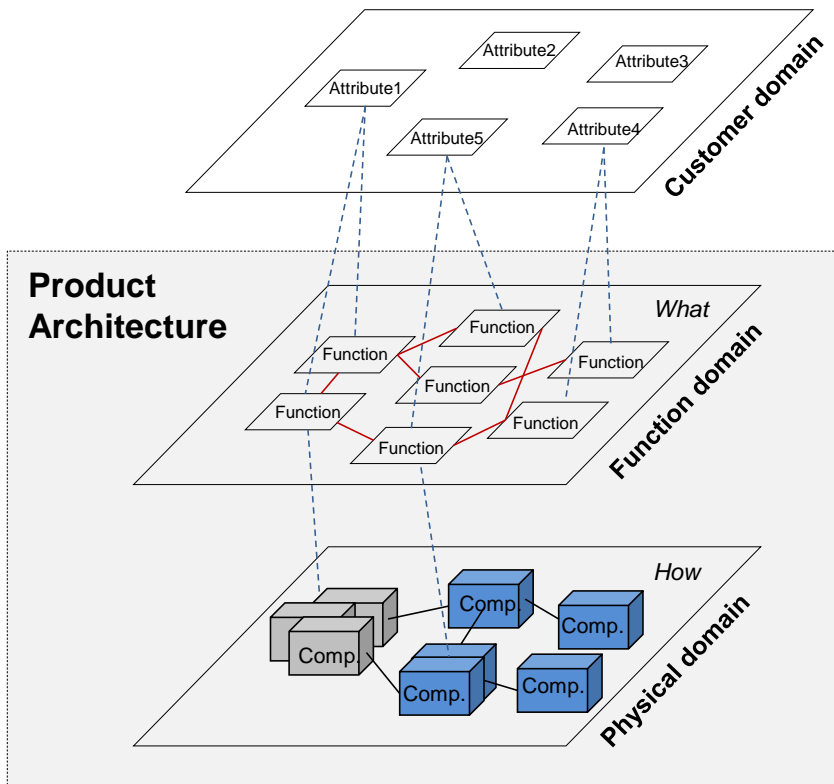 Attribute2
Attribute3
Attribute1
Attribute4
Attribute5
Customer domain
Product
Architecture
What
Function
Function
Function
Function
Function
Function
Function
Function domain
How
Comp.
Comp.
Comp.
Comp.
Comp.
Physical domain